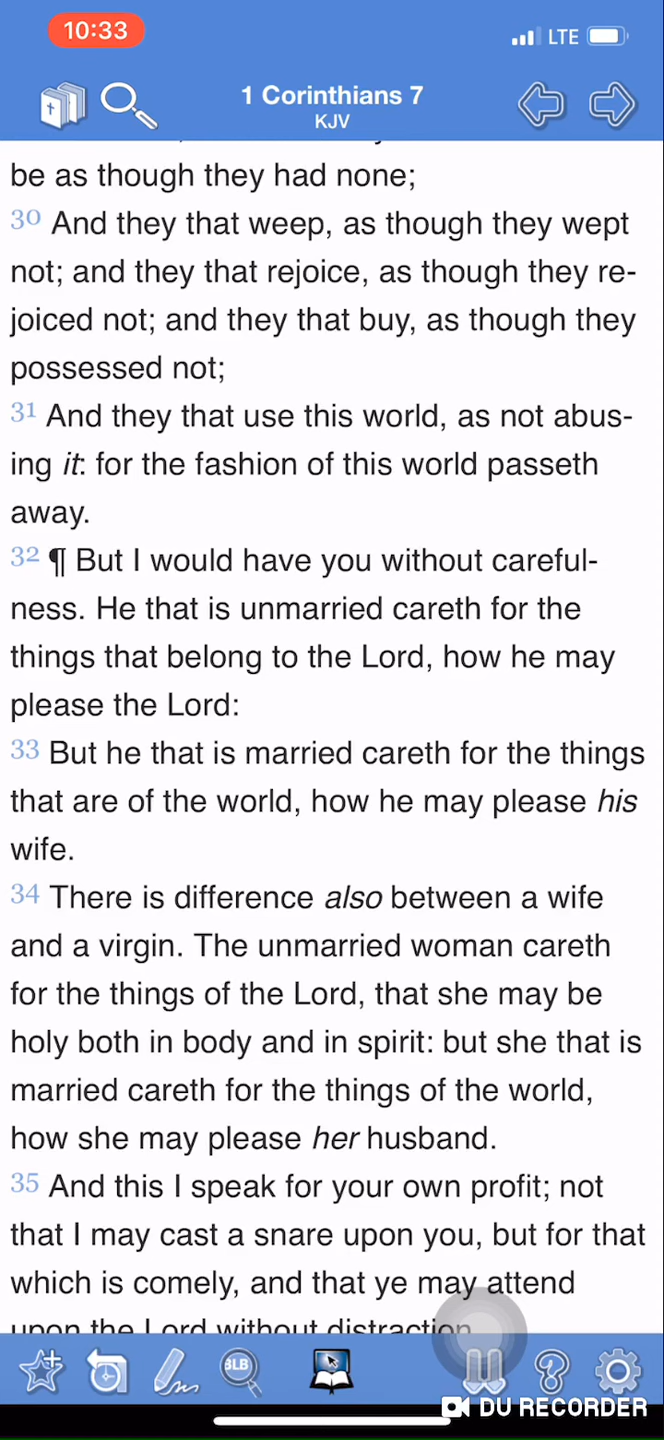 10:33
LTE
1 Corinthians 7
KJV
be as though they had none;
30 And they that weep, as though they wept
not; and they that rejoice, as though they re-
joiced not; and they that buy, as though they
possessed not;
31 And they that use this world, as not abus-
ing it: for the fashion of this world passeth
away.
32 ¶ But I would have you without careful-
ness. He that is unmarried careth for the
things that belong to the Lord, how he may
please the Lord:
33 But he that is married careth for the things
that are of the world, how he may please his
wife.
34 There is difference also between a wife
and a virgin. The unmarried woman careth
for the things of the Lord, that she may be
holy both in body and in spirit: but she that is
married careth for the things of the world,
how she may please her husband.
35 And this I speak for your own profit; not
that I may cast a snare upon you, but for that
which is comely, and that ye may attend
upon the Lord without distraction
BLB
DU RECORDER